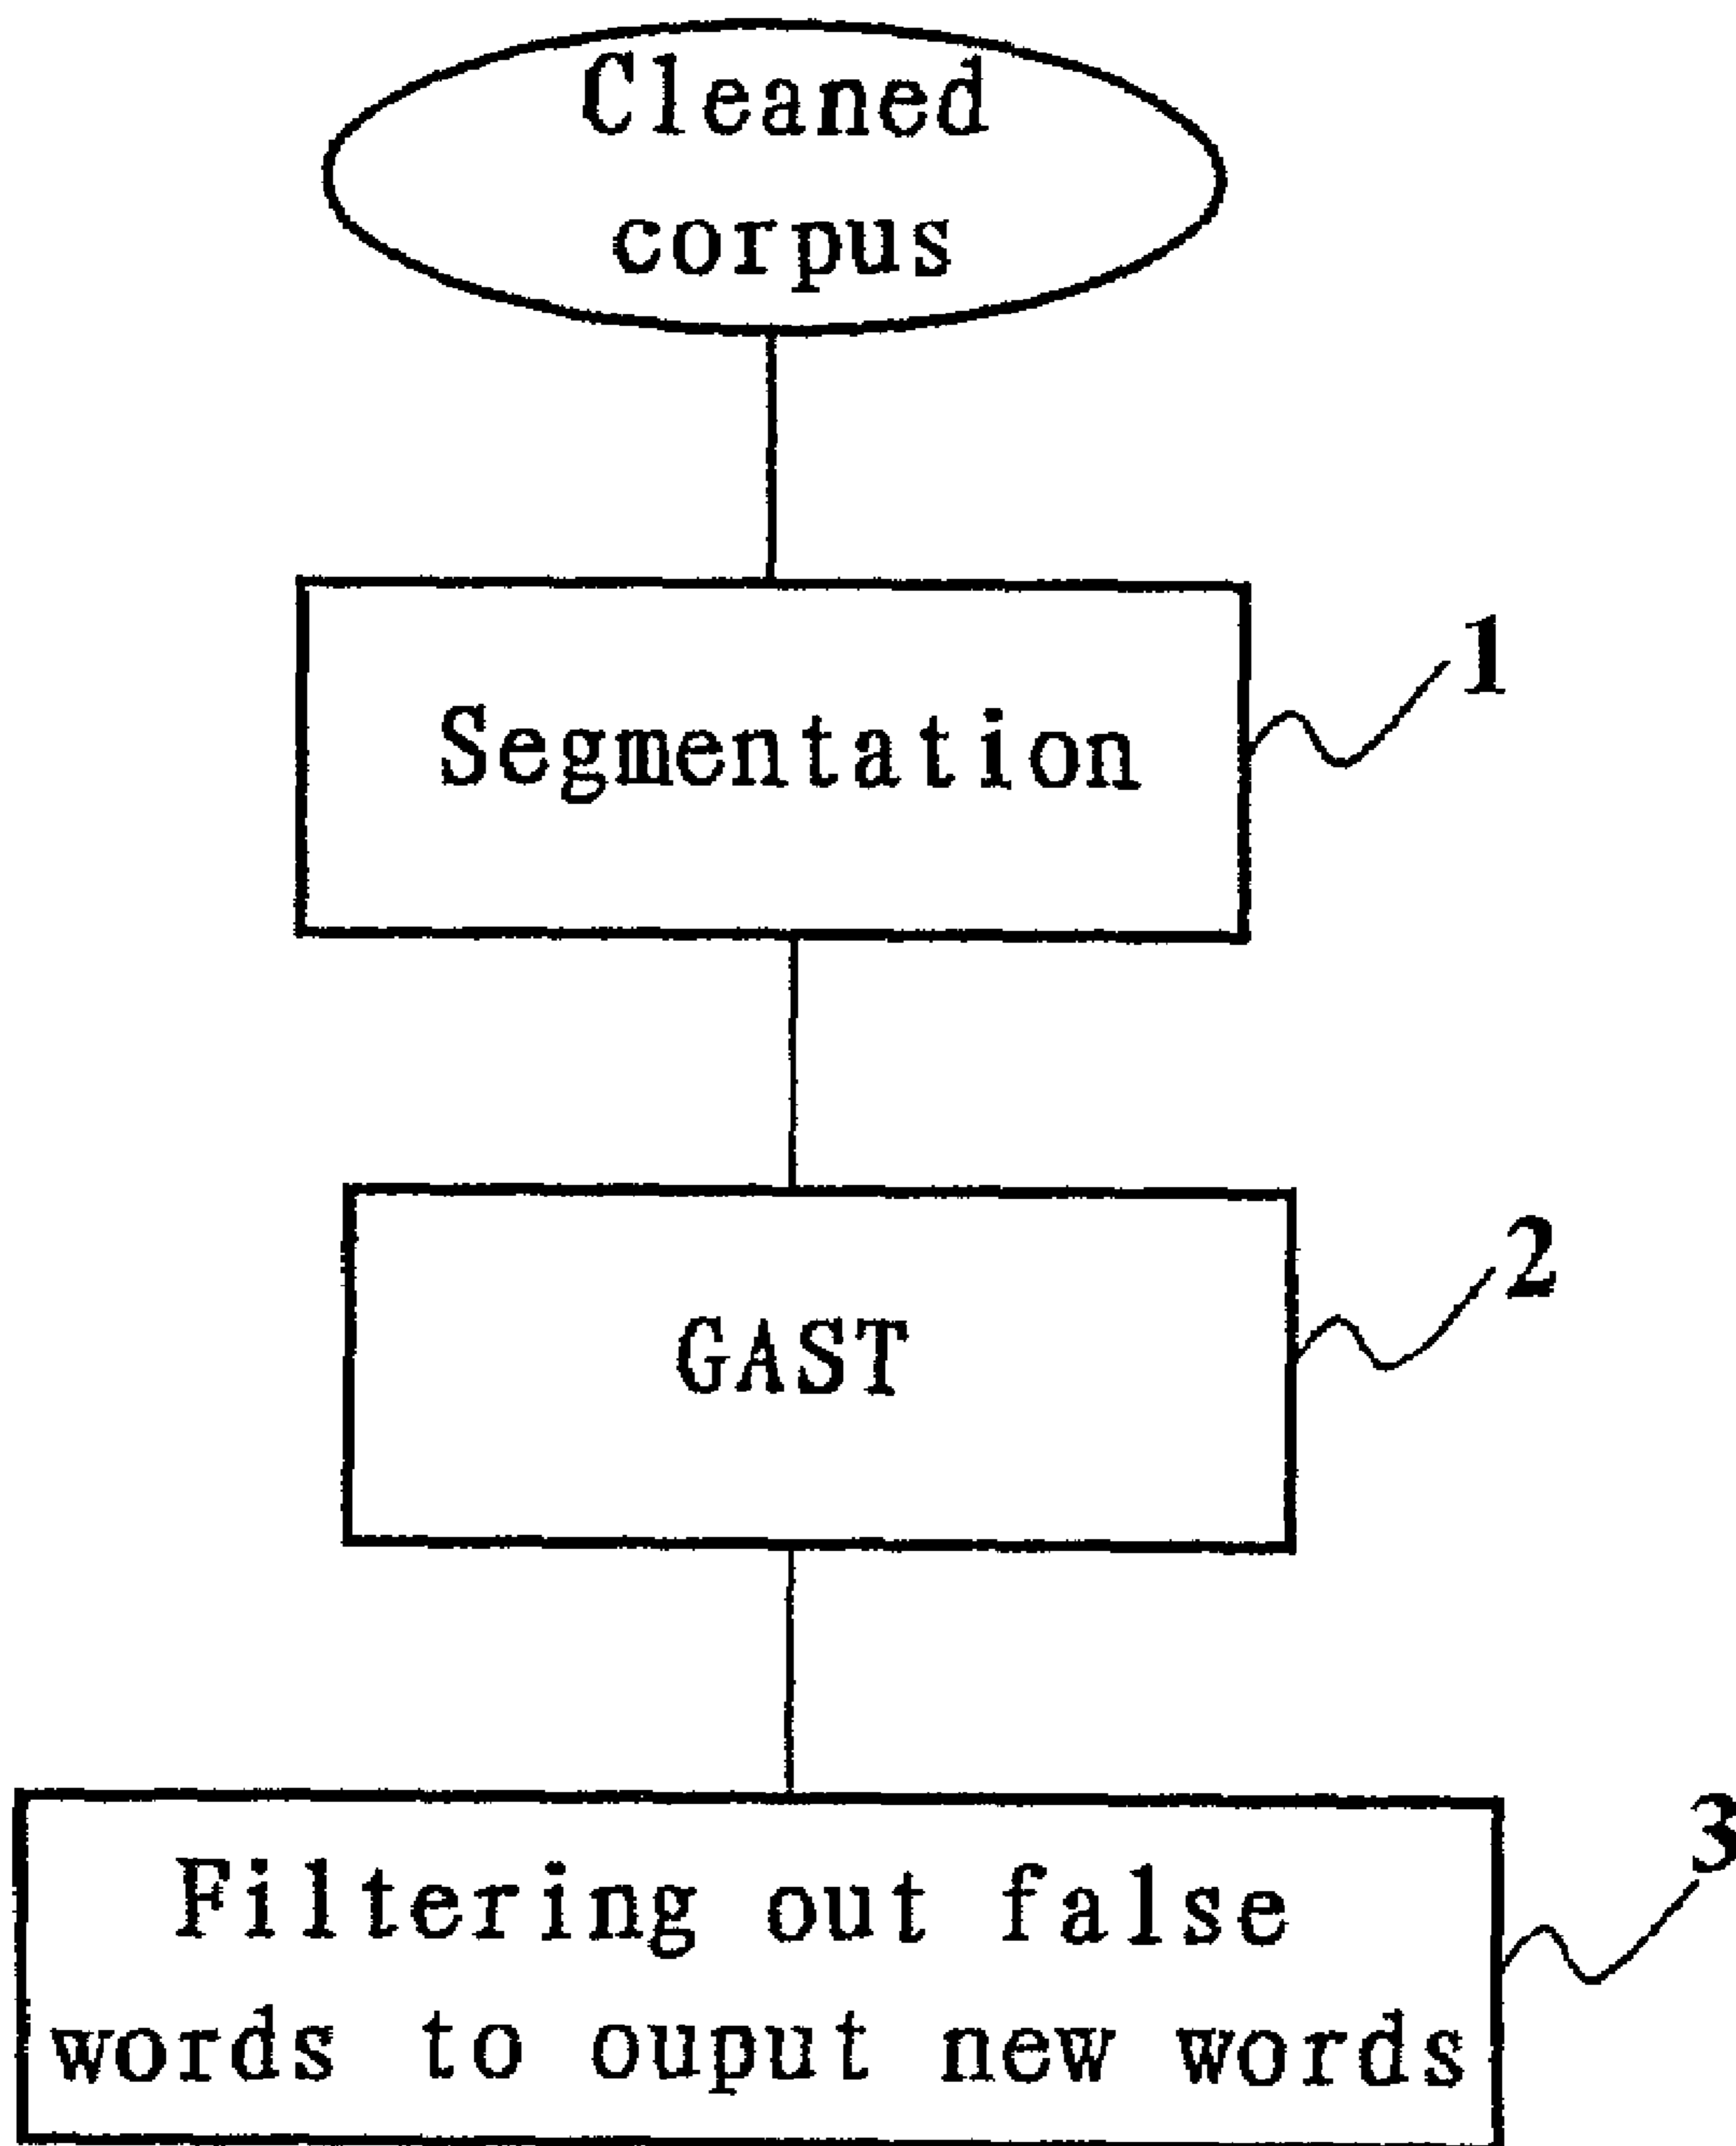 Cleaned
corpus
1
Segmentation
2
GAST
3
Filtering out false
words to ouput new words